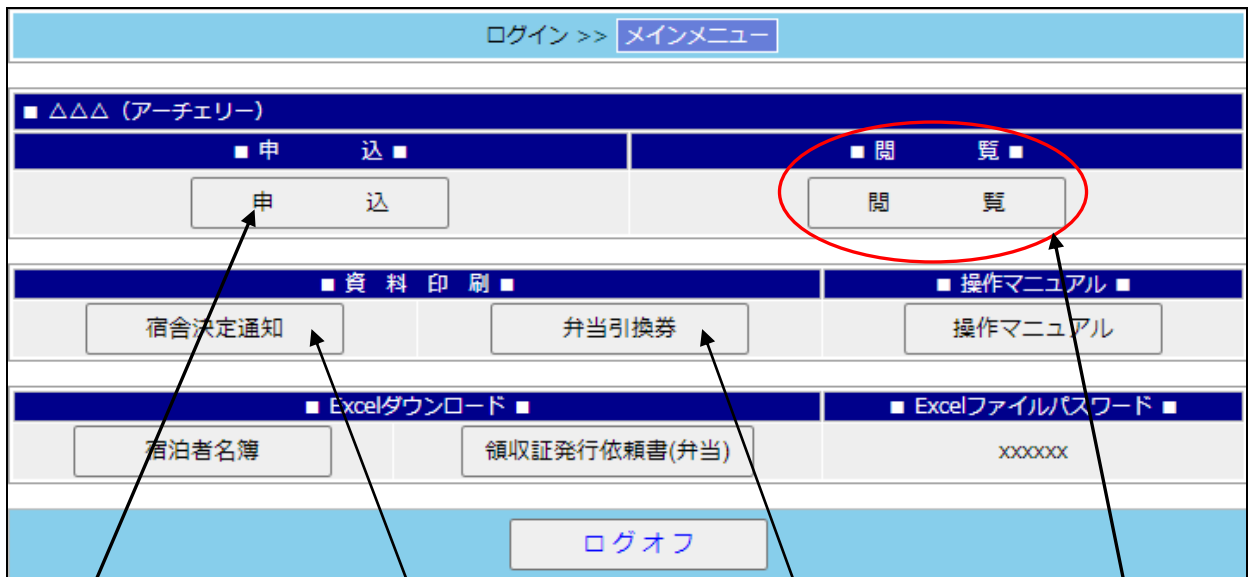 ログイン >> メインメニュー
■ △△△（アーチェリー）
■ 申　　　込 ■　■ 閲　　　覧 ■
申　　　込　閲　　　覧
■ 資　料　印　刷 ■　■ 操作マニュアル ■
宿舎決定通知　弁当引換券　操作マニュアル
■ Excelダウンロード ■　■ Excelファイルパスワード ■
宿泊者名簿　領収証発行依頼書(弁当)　xxxxxx
ログオフ